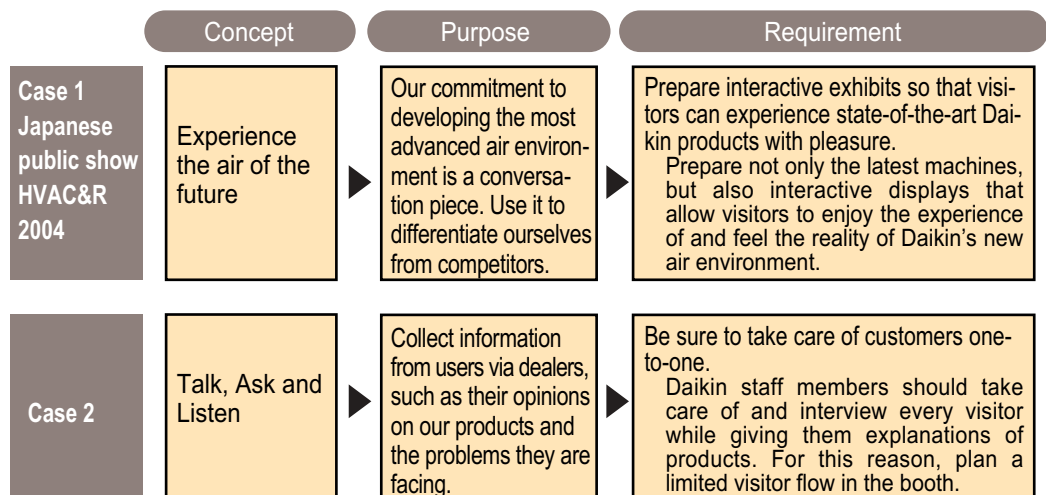 Concept
Purpose
Requirement
Case 1
Japanese
public show
HVAC&R
2004
Experience
the air of the
future
Our commitment to
developing the most
advanced air environ-
ment is a conversa-
tion piece. Use it to
differentiate ourselves
from competitors.
Prepare interactive exhibits so that visi-
tors can experience state-of-the-art Dai-
kin products with pleasure.
Prepare not only the latest machines,
but also interactive displays that
allow visitors to enjoy the experience
of and feel the reality of Daikin's new
air environment.
Case 2
Talk, Ask and
Listen
Collect information
from users via dealers,
such as their opinions
on our products and
the problems they are
facing.
Be sure to take care of customers one-
to-one.
Daikin staff members should take
care of and interview every visitor
while giving them explanations of
products. For this reason, plan a
limited visitor flow in the booth.